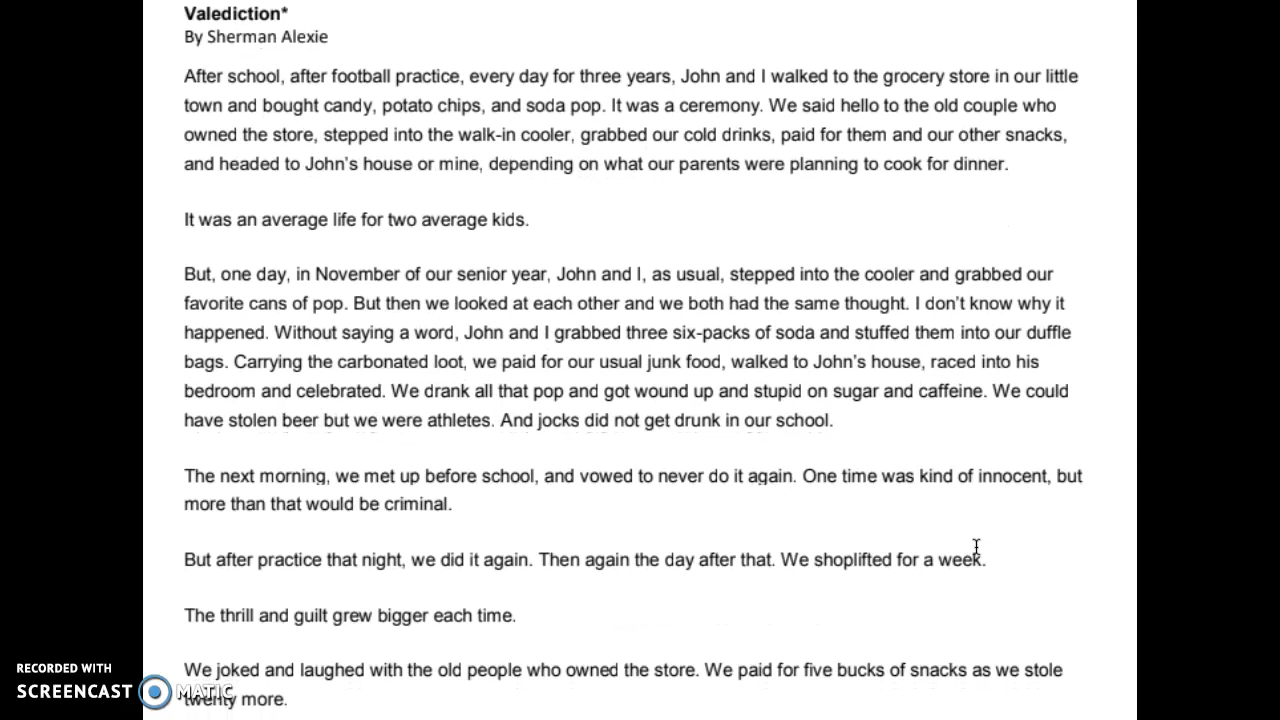 Valediction*
By Sherman Alexie
After school, after football practice, every day for three years, John and I walked to the grocery store in our little
town and bought candy, potato chips, and soda pop. It was a ceremony. We said hello to the old couple who
owned the store, stepped into the walk-in cooler, grabbed our cold drinks, paid for them and our other snacks,
and headed to John's house or mine, depending on what our parents were planning to cook for dinner.
It was an average life for two average kids.
But, one day, in November of our senior year, John and I, as usual, stepped into the cooler and grabbed our
favorite cans of pop. But then we looked at each other and we both had the same thought. I don't know why it
happened. Without saying a word, John and I grabbed three six-packs of soda and stuffed them into our duffle
bags. Carrying the carbonated loot, we paid for our usual junk food, walked to John's house, raced into his
bedroom and celebrated. We drank all that pop and got wound up and stupid on sugar and caffeine. We could
have stolen beer but we were athletes. And jocks did not get drunk in our school.
The next morning, we met up before school, and vowed to never do it again. One time was kind of innocent, but
more than that would be criminal.
But after practice that night, we did it again. Then again the day after that. We shoplifted for a week.
The thrill and guilt grew bigger each time.
We joked and laughed with the old people who owned the store. We paid for five bucks of snacks as we stole
twenty more.
RECORDED WITH
SCREENCAST MATIC